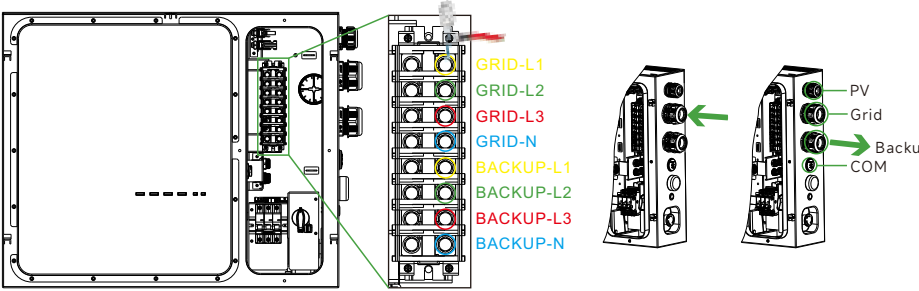 GRID-L1
GRID-L2
GRID-L3
GRID-N
BACKUP-L1
BACKUP-L2
BACKUP-L3
BACKUP-N
PV
Grid
Backu
COM